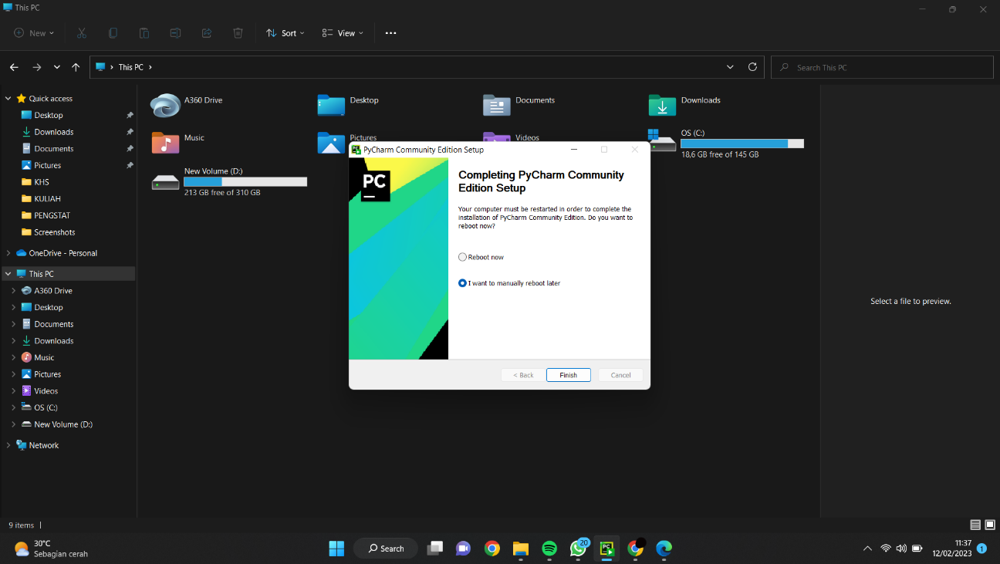 This PC
New
Sort
View
This PC
Search This PC
Quick access
Desktop
Downloads
Documents
Pictures
KHS
KULIAH
PENGSTAT
Screenshots
OneDrive - Personal
This PC
A360 Drive
Desktop
Documents
Downloads
Music
Pictures
Videos
OS (C:)
New Volume (D:)
Network
A360 Drive
Desktop
Documents
Downloads
Music
Pictures
Videos
OS (C:)
18,6 GB free of 145 GB
New Volume (D:)
213 GB free of 310 GB
PyCharm Community Edition Setup
PC
Completing PyCharm Community
Edition Setup
Your computer must be restarted in order to complete the
installation of PyCharm Community Edition. Do you want to
reboot now?
Reboot now
I want to manually reboot later
< Back
Finish
Cancel
Select a file to preview.
9 items
30°C
Sebagian cerah
Search
20
PC
11:37
12/02/2023
1